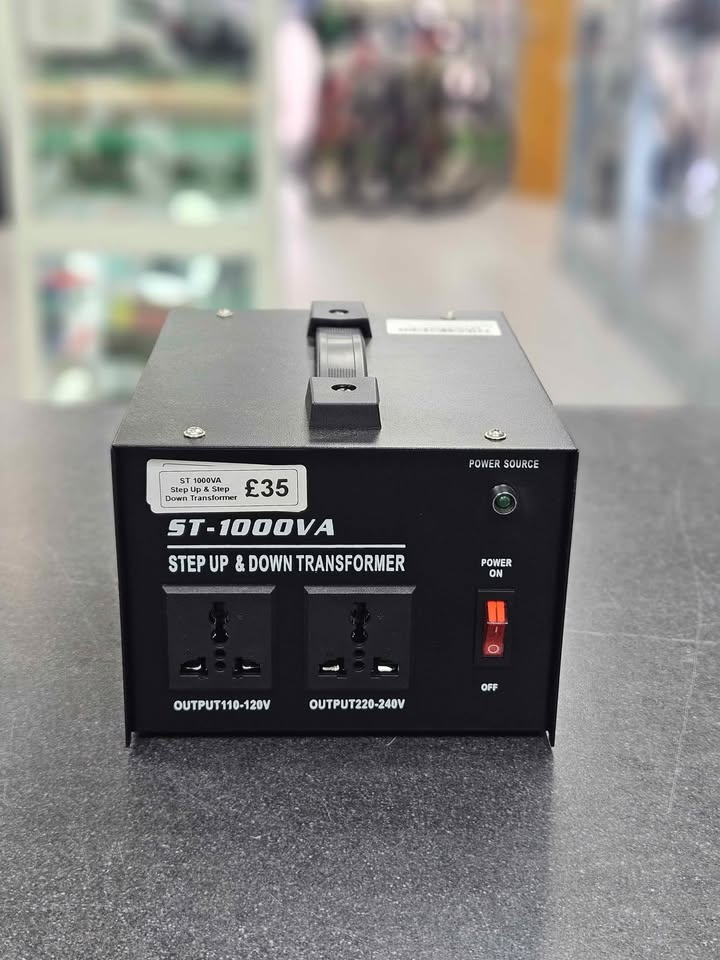 ST 1000VA
Step Up & Step
Down Transformer
£35
ST-1000VA
STEP UP & DOWN TRANSFORMER
OUTPUT110-120V
OUTPUT220-240V
POWER SOURCE
POWER
ON
OFF